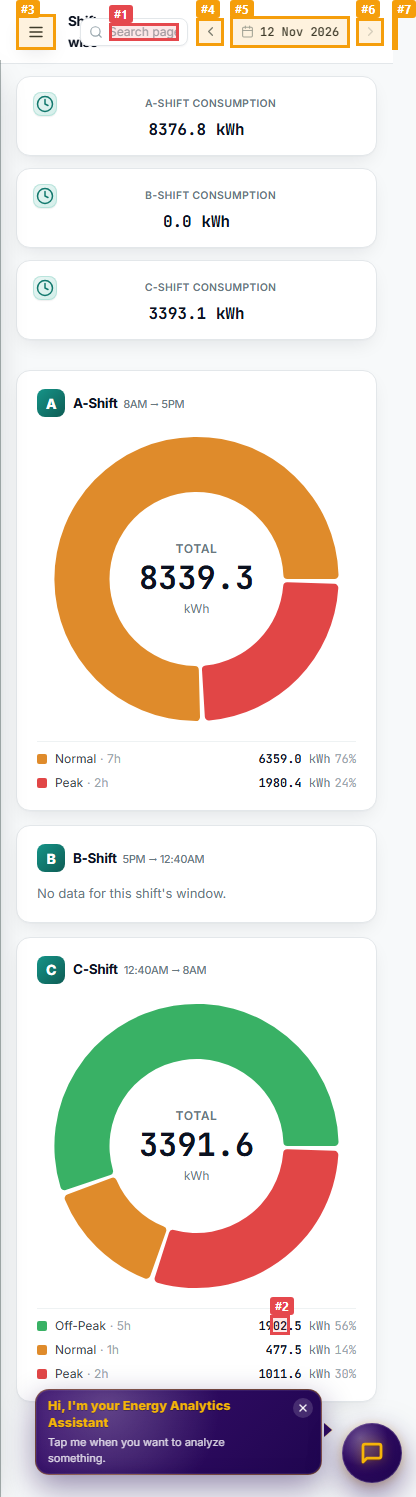 #3
#1
#4
#5
#6
#7
Shift
wise
Search page
12 Nov 2026
A-SHIFT CONSUMPTION
8376.8 kWh
B-SHIFT CONSUMPTION
0.0 kWh
C-SHIFT CONSUMPTION
3393.1 kWh
A A-Shift 8AM → 5PM
TOTAL
8339.3
kWh
Normal · 7h 6359.0 kWh 76%
Peak · 2h 1980.4 kWh 24%
B B-Shift 5PM → 12:40AM
No data for this shift's window.
C C-Shift 12:40AM → 8AM
TOTAL
3391.6
kWh
#2
Off-Peak · 5h 1902.5 kWh 56%
Normal · 1h 477.5 kWh 14%
Peak · 2h 1011.6 kWh 30%
Hi, I'm your Energy Analytics
Assistant
Tap me when you want to analyze
something.